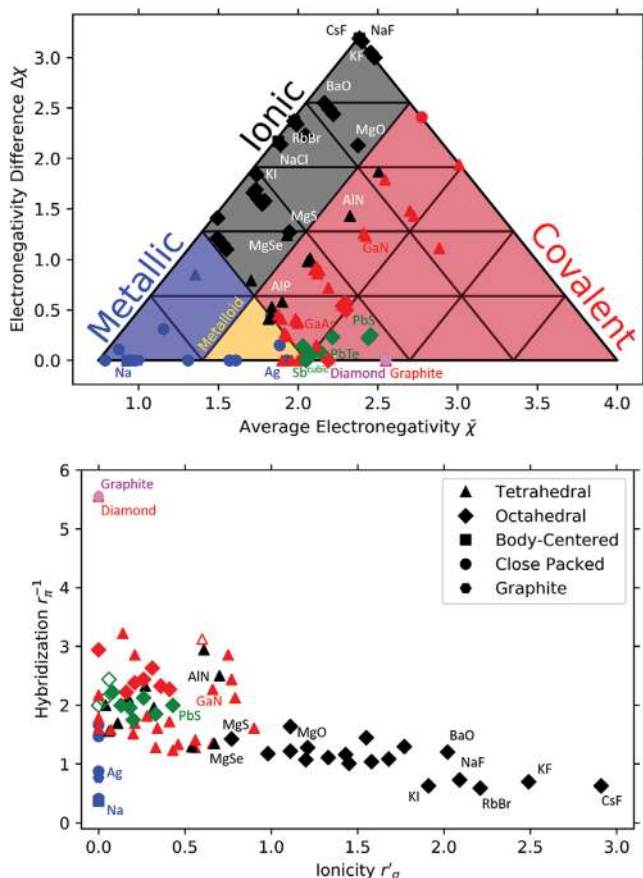 CsF NaF
KF
BaO
MgO
RbBr
NaCl
KI
AlN
MgS
GaN
MgSe
AlP
GaAs
PbS
PbTe
Na
Ag
Sb cubic
Diamond
Graphite
Ionic
Metallic
Metalloid
Covalent
Electronegativity Difference Δχ
3.0
2.5
2.0
1.5
1.0
0.5
0.0
1.0 1.5 2.0 2.5 3.0 3.5 4.0
Average Electronegativity χ̄
6
5
4
3
2
1
0
Hybridization r_π^{-1}
Graphite
Diamond
Tetrahedral
Octahedral
Body-Centered
Close Packed
Graphite
AlN
GaN
PbS
MgS
MgO
MgSe
BaO
NaF
KF
KI
RbBr
CsF
Ag
Na
0.0 0.5 1.0 1.5 2.0 2.5 3.0
Ionicity r'_σ